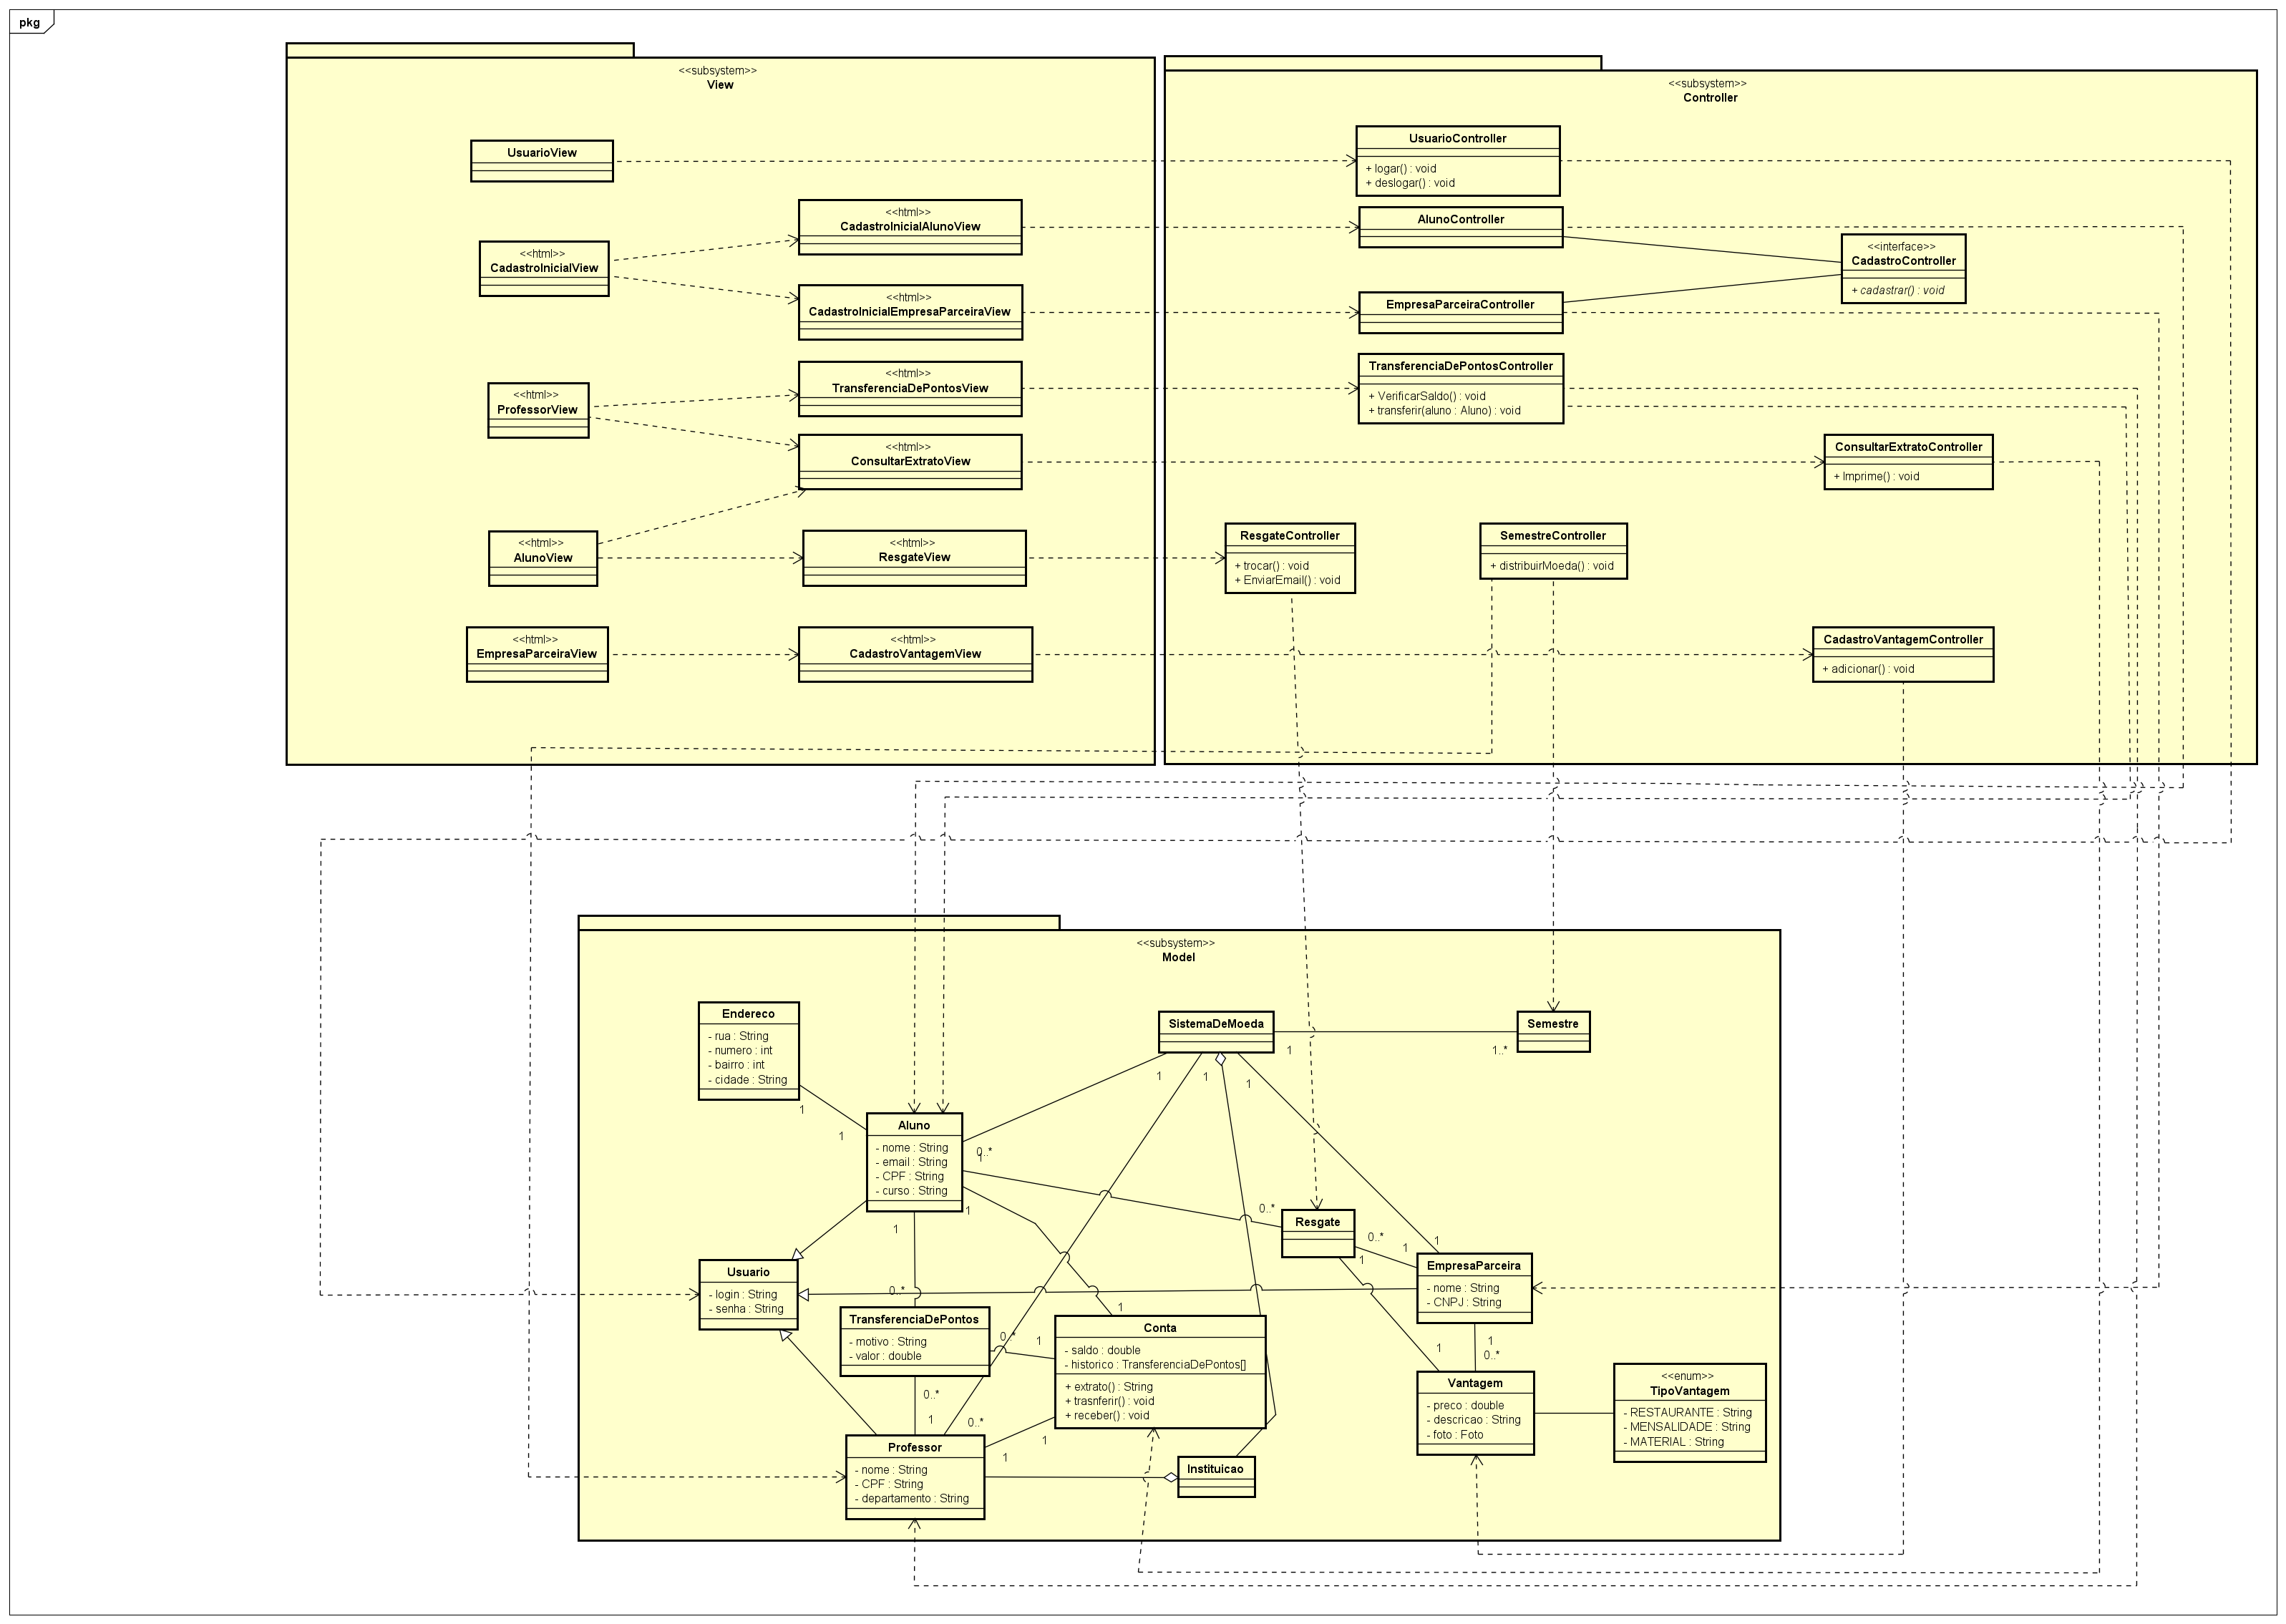 pkg
<<subsystem>>
View
UsuarioView
<<html>>
CadastroInicialView
<<html>>
CadastroInicialAlunoView
<<html>>
CadastroInicialEmpresaParceiraView
<<html>>
ProfessorView
<<html>>
TransferenciaDePontosView
<<html>>
ConsultarExtratoView
<<html>>
AlunoView
<<html>>
ResgateView
<<html>>
EmpresaParceiraView
<<html>>
CadastroVantagemView
<<subsystem>>
Controller
UsuarioController
+ logar() : void
+ deslogar() : void
AlunoController
<<interface>>
CadastroController
+ cadastrar() : void
EmpresaParceiraController
TransferenciaDePontosController
+ VerificarSaldo() : void
+ transferir(aluno : Aluno) : void
ConsultarExtratoController
+ Imprime() : void
ResgateController
+ trocar() : void
+ EnviarEmail() : void
SemestreController
+ distribuirMoeda() : void
CadastroVantagemController
+ adicionar() : void
<<subsystem>>
Model
Endereco
- rua : String
- numero : int
- bairro : int
- cidade : String
SistemaDeMoeda
Semestre
1
1..*
1
1
1
1
1
Aluno
- nome : String
- email : String
- CPF : String
- curso : String
0..*
1
1
1
0..*
Resgate
0..*
1
1
1
EmpresaParceira
- nome : String
- CNPJ : String
Usuario
- login : String
- senha : String
0..*
TransferenciaDePontos
- motivo : String
- valor : double
0..*
1
1
Conta
- saldo : double
- historico : TransferenciaDePontos[]
+ extrato() : String
+ trasnferir() : void
+ receber() : void
1
0..*
1
Vantagem
- preco : double
- descricao : String
- foto : Foto
<<enum>>
TipoVantagem
- RESTAURANTE : String
- MENSALIDADE : String
- MATERIAL : String
0..*
1
0..*
1
1
Professor
- nome : String
- CPF : String
- departamento : String
Instituicao